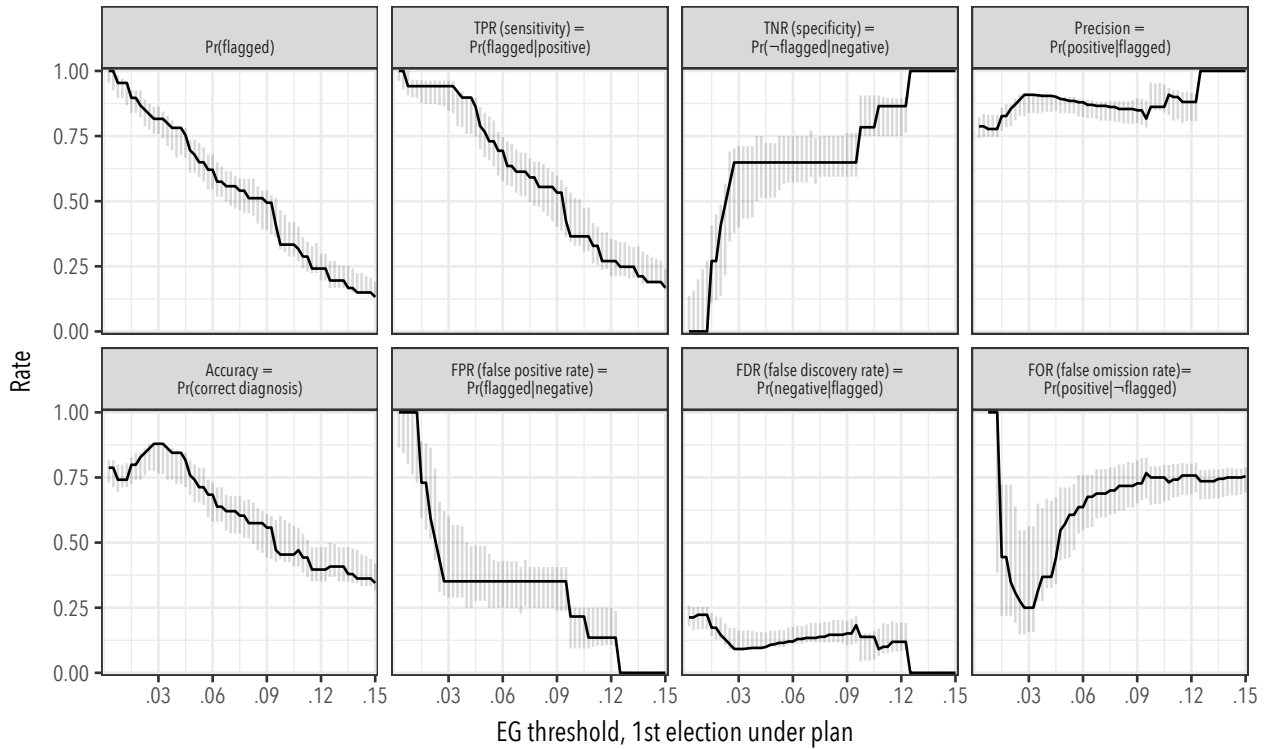 Pr(flagged)
TPR (sensitivity) =
Pr(flagged|positive)
TNR (specificity) =
Pr(¬flagged|negative)
Precision =
Pr(positive|flagged)
1.00
0.75
0.50
0.25
0.00
Rate
Accuracy =
Pr(correct diagnosis)
FPR (false positive rate) =
Pr(flagged|negative)
FDR (false discovery rate) =
Pr(negative|flagged)
FOR (false omission rate)=
Pr(positive|¬flagged)
1.00
0.75
0.50
0.25
0.00
.03 .06 .09 .12 .15 .03 .06 .09 .12 .15 .03 .06 .09 .12 .15 .03 .06 .09 .12 .15
EG threshold, 1st election under plan